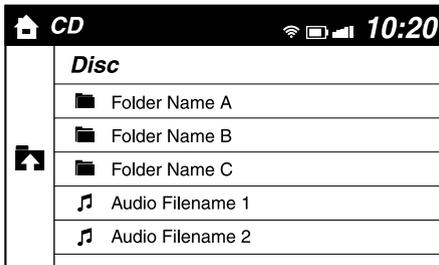 CD 10:20
Disc
Folder Name A
Folder Name B
Folder Name C
Audio Filename 1
Audio Filename 2